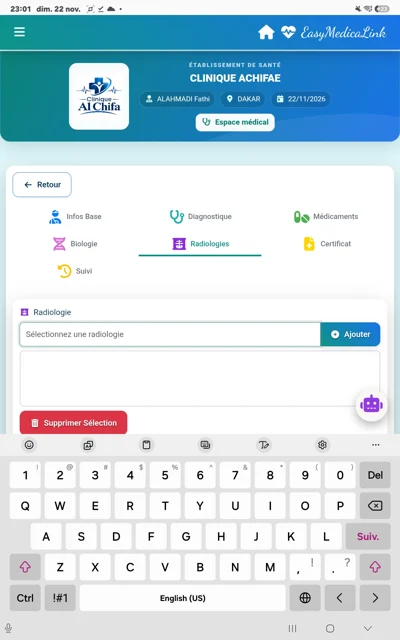 23:01 dim. 22 nov.
EasyMedicaLink
ÉTABLISSEMENT DE SANTÉ
CLINIQUE ACHIFAE
Clinique
Al Chifa
ALAHMADI Fathi
DAKAR
22/11/2026
Espace médical
Retour
Infos Base
Diagnostique
Médicaments
Biologie
Radiologies
Certificat
Suivi
Radiologie
Sélectionnez une radiologie
Ajouter
Supprimer Sélection
1 ! 2 @ 3 # 4 $ 5 % 6 ^ 7 & 8 * 9 ( 0 ) Del
Q W E R T Y U I O P
A S D F G H J K L Suiv.
Z X C V B N M , ! . ?
Ctrl !#1 English (US)